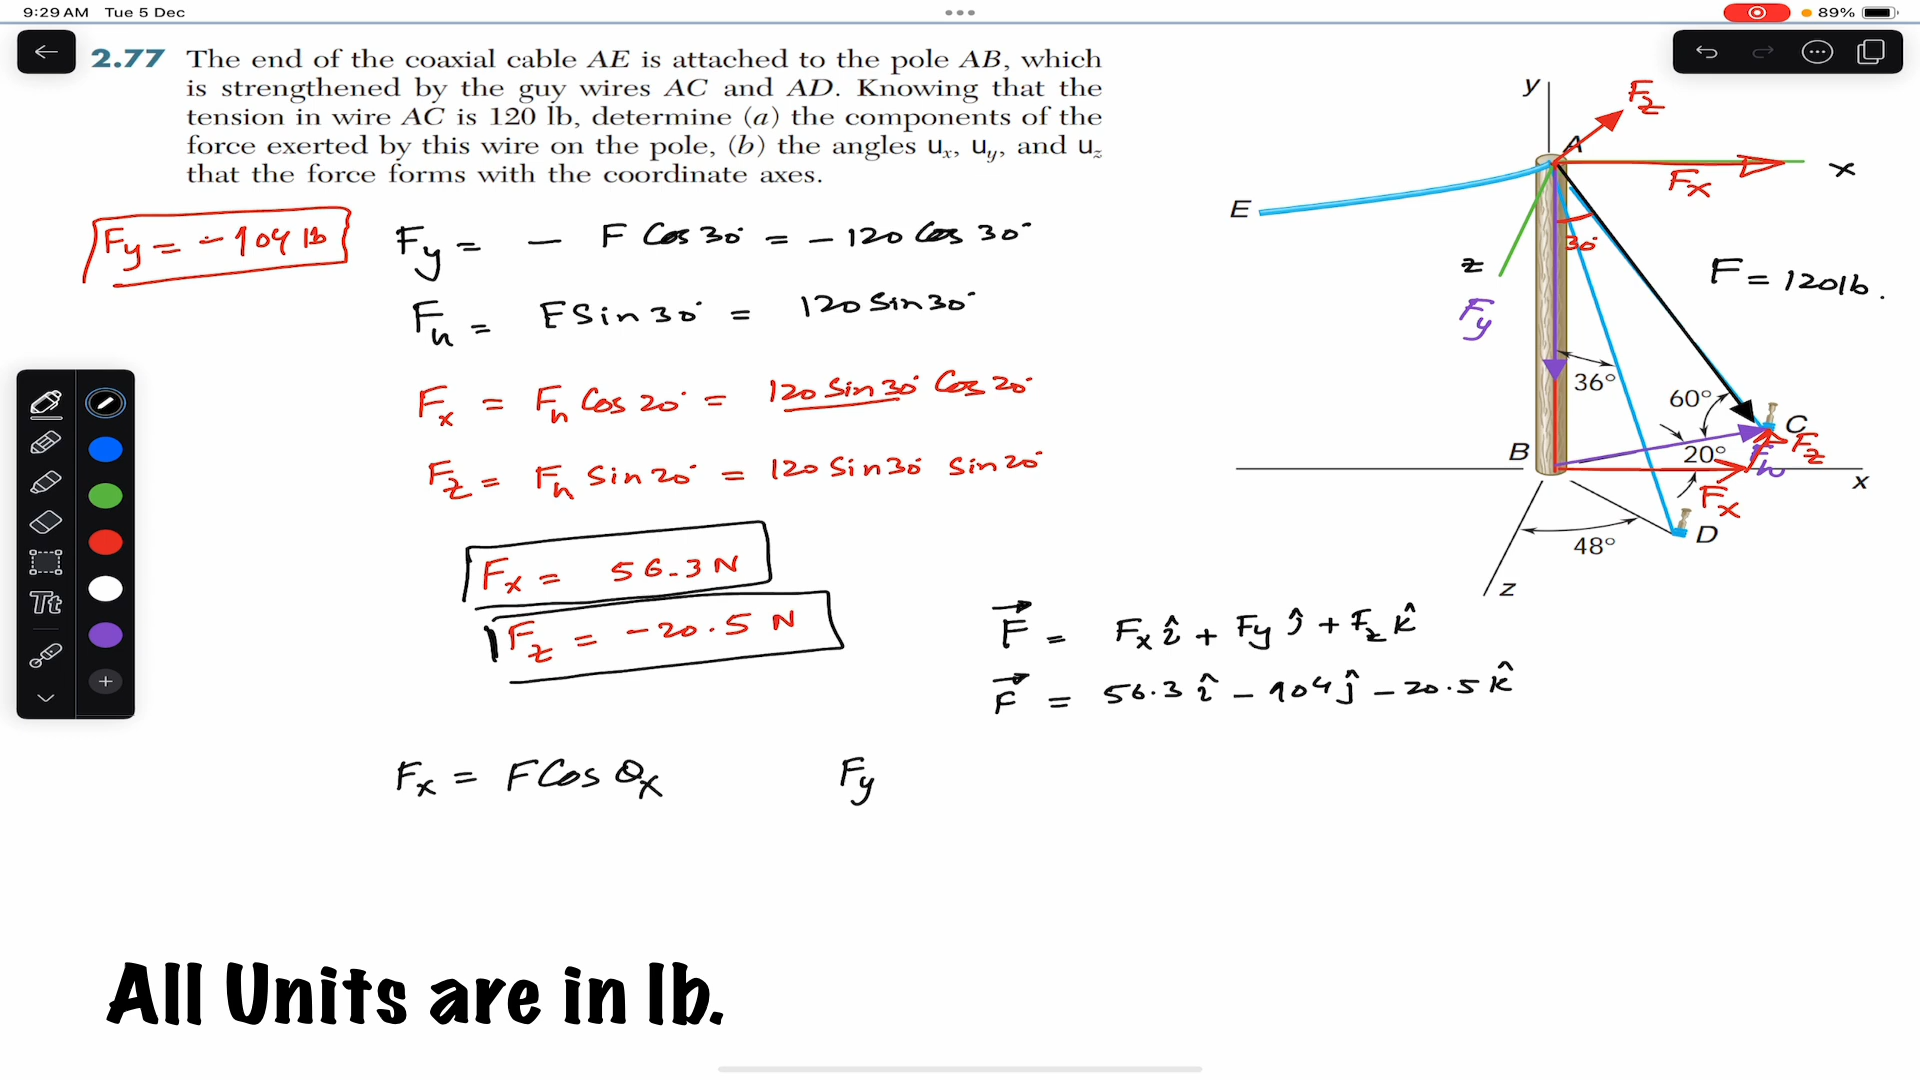 9:29 AM Tue 5 Dec
89%
2.77 The end of the coaxial cable AE is attached to the pole AB, which
is strengthened by the guy wires AC and AD. Knowing that the
tension in wire AC is 120 lb, determine (a) the components of the
force exerted by this wire on the pole, (b) the angles uₓ, uᵧ, and u_z
that the force forms with the coordinate axes.
Fy = -104 lb
Fy = - F Cos 30° = -120 Cos 30°
Fh = F Sin 30° = 120 Sin 30°
Fx = Fh Cos 20° = 120 Sin 30° Cos 20°
Fz = Fh Sin 20° = 120 Sin 30° Sin 20°
Fx = 56.3 N
Fz = -20.5 N
F⃗ = Fx î + Fy ĵ + Fz k̂
F⃗ = 56.3 î - 104 ĵ - 20.5 k̂
Fx = F Cos θx
Fy
y
Fz
A
x
Fx
E
z
30°
F = 120 lb.
Fy
36°
60°
C
B
20°
Fz
Fh
x
Fx
D
48°
z
Tt
All Units are in lb.